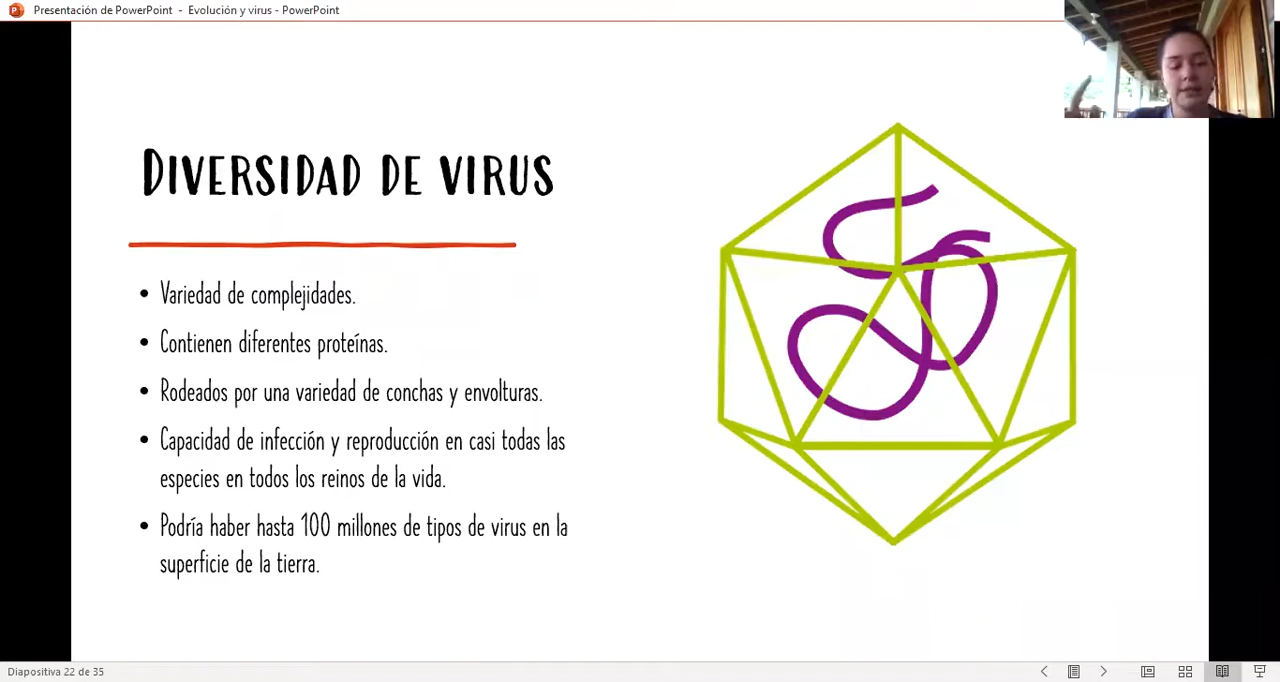 Presentación de PowerPoint - Evolución y virus - PowerPoint
DIVERSIDAD DE VIRUS
• Variedad de complejidades.
• Contienen diferentes proteínas.
• Rodeados por una variedad de conchas y envolturas.
• Capacidad de infección y reproducción en casi todas las
especies en todos los reinos de la vida.
• Podría haber hasta 100 millones de tipos de virus en la
superficie de la tierra.
Diapositiva 22 de 35